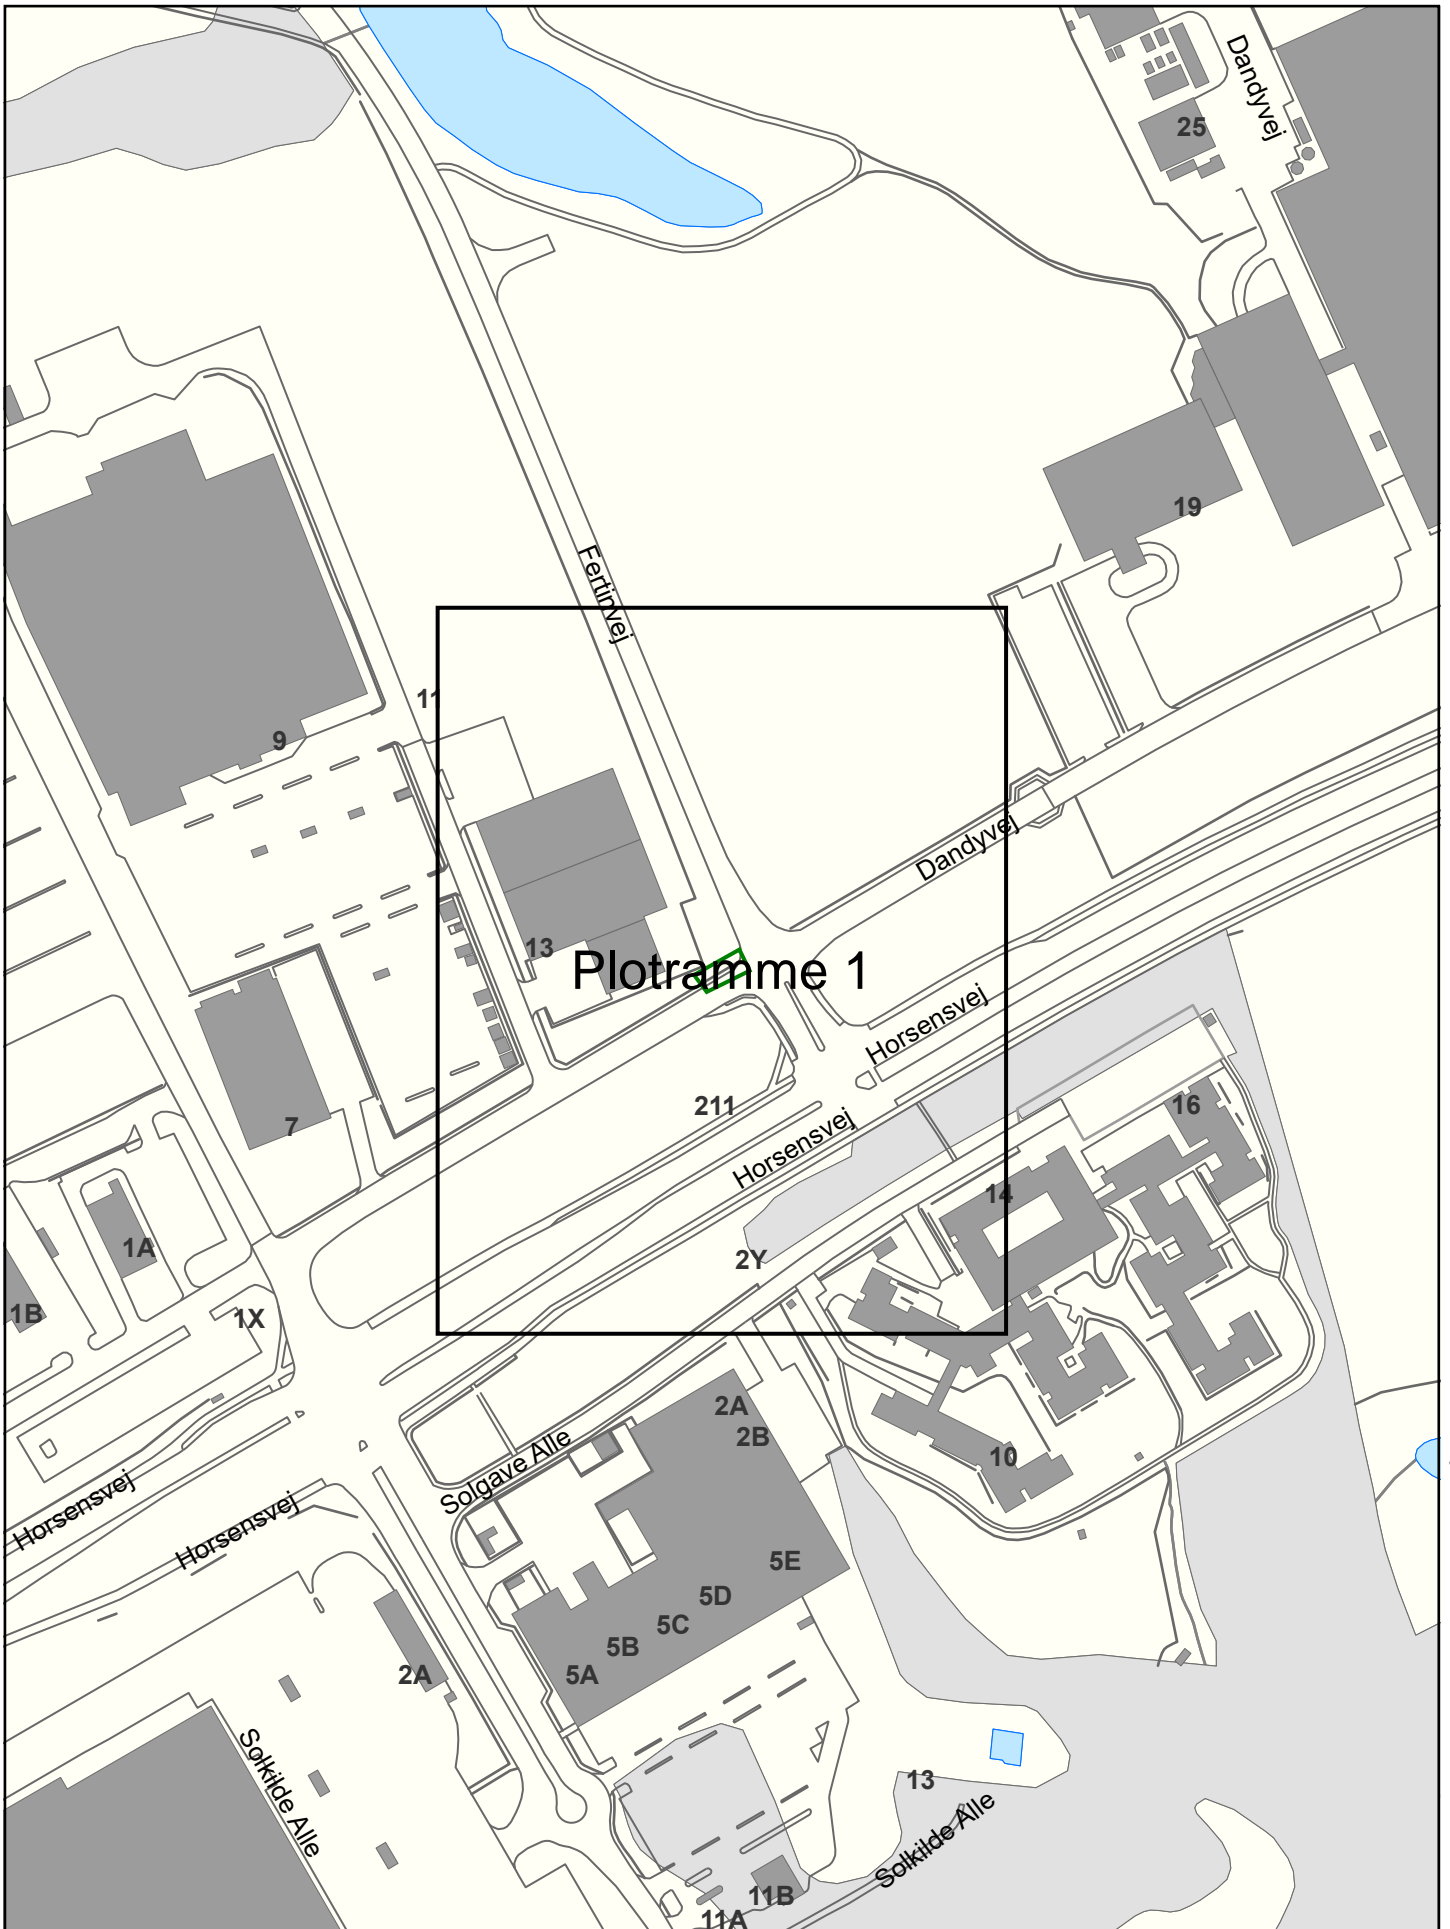 Dandyvej
25
19
Fertinvej
11
9
Dandyvej
13
Plotramme 1
Horsensvej
211
16
7
Horsensvej
14
1A
2Y
1B
1X
2A
2B
Solgave Alle
10
Horsensvej
Horsensvej
5E
5D
5C
5B
5A
2A
Solkilde Alle
13
Solkilde Alle
11B
11A